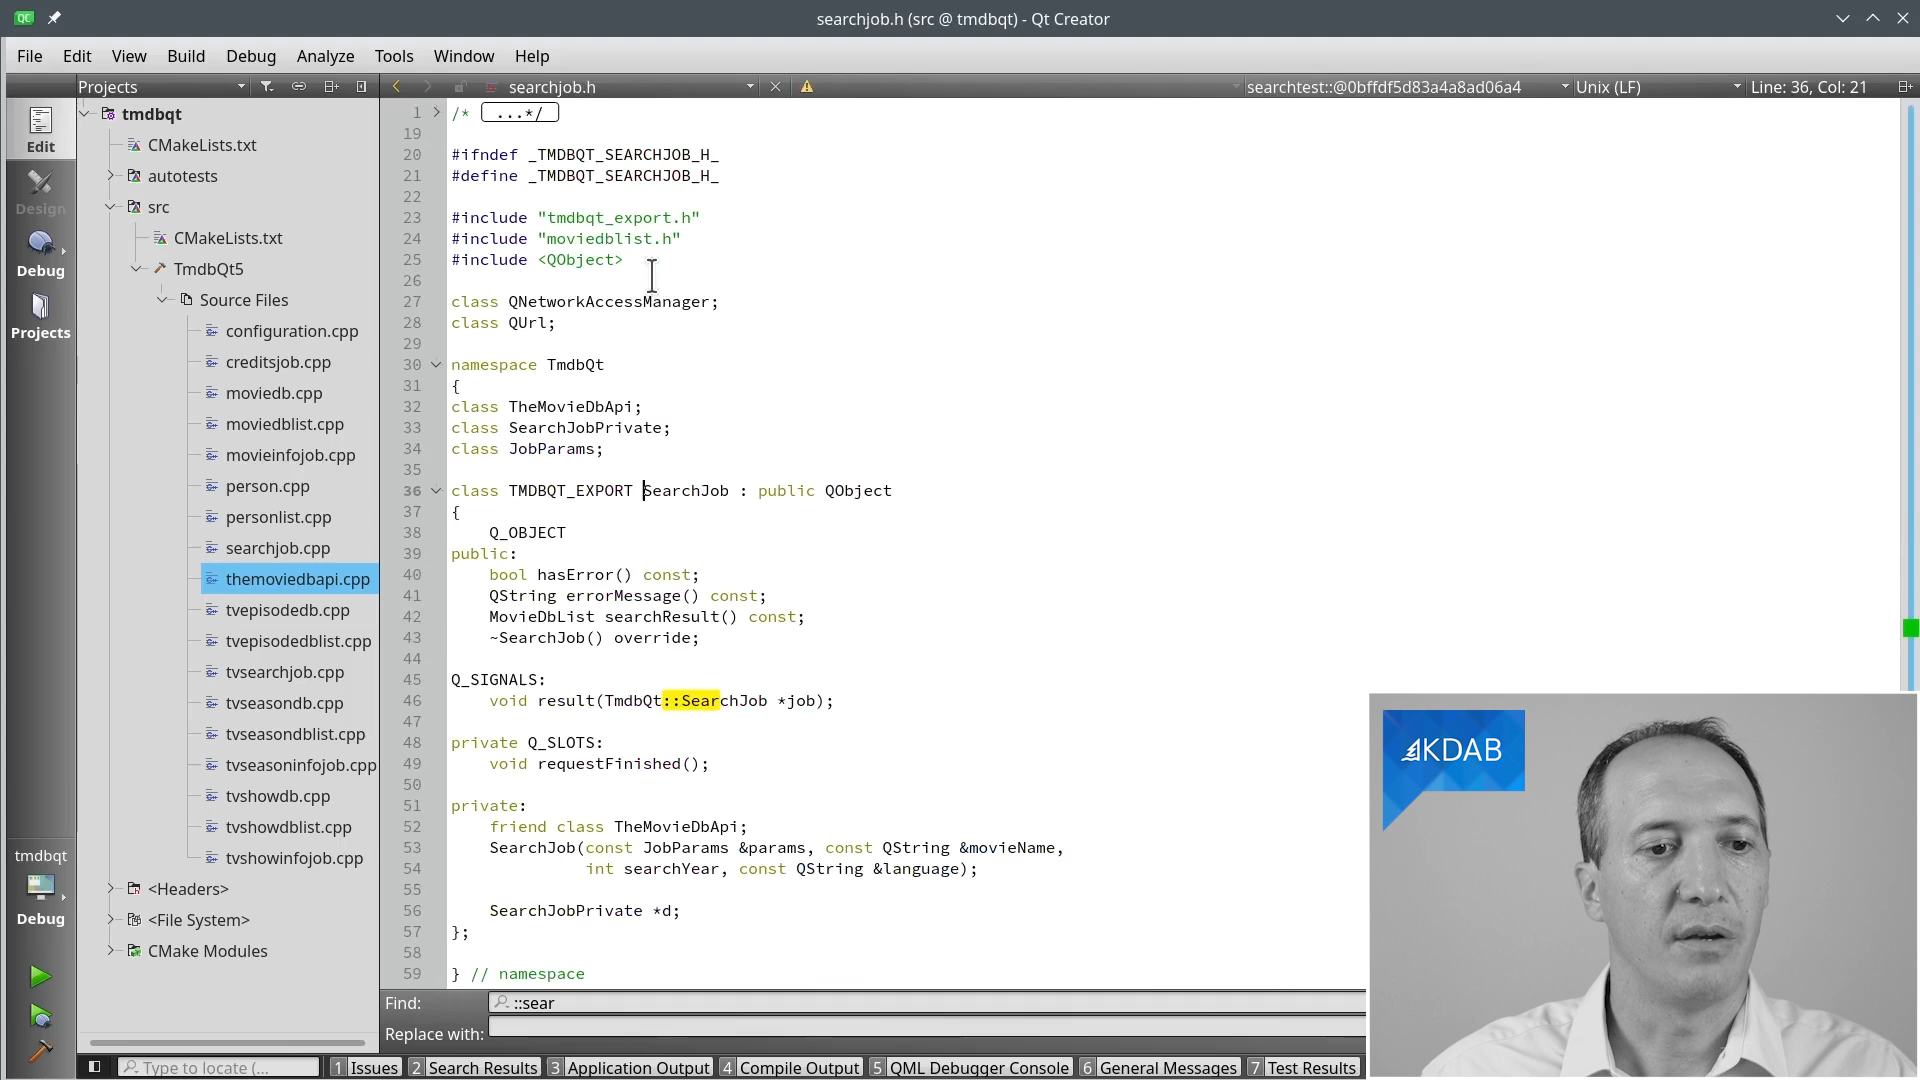 QC
searchjob.h (src @ tmdbqt) - Qt Creator
File Edit View Build Debug Analyze Tools Window Help
Projects
searchjob.h
searchtest::@0bffdf5d83a4a8ad06a4
Unix (LF)
Line: 36, Col: 21
Edit
Design
Debug
Projects
tmdbqt
Debug
tmdbqt
CMakeLists.txt
autotests
src
CMakeLists.txt
TmdbQt5
Source Files
configuration.cpp
creditsjob.cpp
moviedb.cpp
moviedblist.cpp
movieinfojob.cpp
person.cpp
personlist.cpp
searchjob.cpp
themoviedbapi.cpp
tvepisodedb.cpp
tvepisodedblist.cpp
tvsearchjob.cpp
tvseasondb.cpp
tvseasondblist.cpp
tvseasoninfojob.cpp
tvshowdb.cpp
tvshowdblist.cpp
tvshowinfojob.cpp
<Headers>
<File System>
CMake Modules
1 /* ...*/
19
20 #ifndef _TMDBQT_SEARCHJOB_H_
21 #define _TMDBQT_SEARCHJOB_H_
22
23 #include "tmdbqt_export.h"
24 #include "moviedblist.h"
25 #include <QObject>
26
27 class QNetworkAccessManager;
28 class QUrl;
29
30 namespace TmdbQt
31 {
32 class TheMovieDbApi;
33 class SearchJobPrivate;
34 class JobParams;
35
36 class TMDBQT_EXPORT SearchJob : public QObject
37 {
38 Q_OBJECT
39 public:
40 bool hasError() const;
41 QString errorMessage() const;
42 MovieDbList searchResult() const;
43 ~SearchJob() override;
44
45 Q_SIGNALS:
46 void result(TmdbQt::SearchJob *job);
47
48 private Q_SLOTS:
49 void requestFinished();
50
51 private:
52 friend class TheMovieDbApi;
53 SearchJob(const JobParams &params, const QString &movieName,
54 int searchYear, const QString &language);
55
56 SearchJobPrivate *d;
57 };
58
59 } // namespace
Find: ::sear
Replace with:
Type to locate (...
1 Issues 2 Search Results 3 Application Output 4 Compile Output 5 QML Debugger Console 6 General Messages 7 Test Results
KDAB